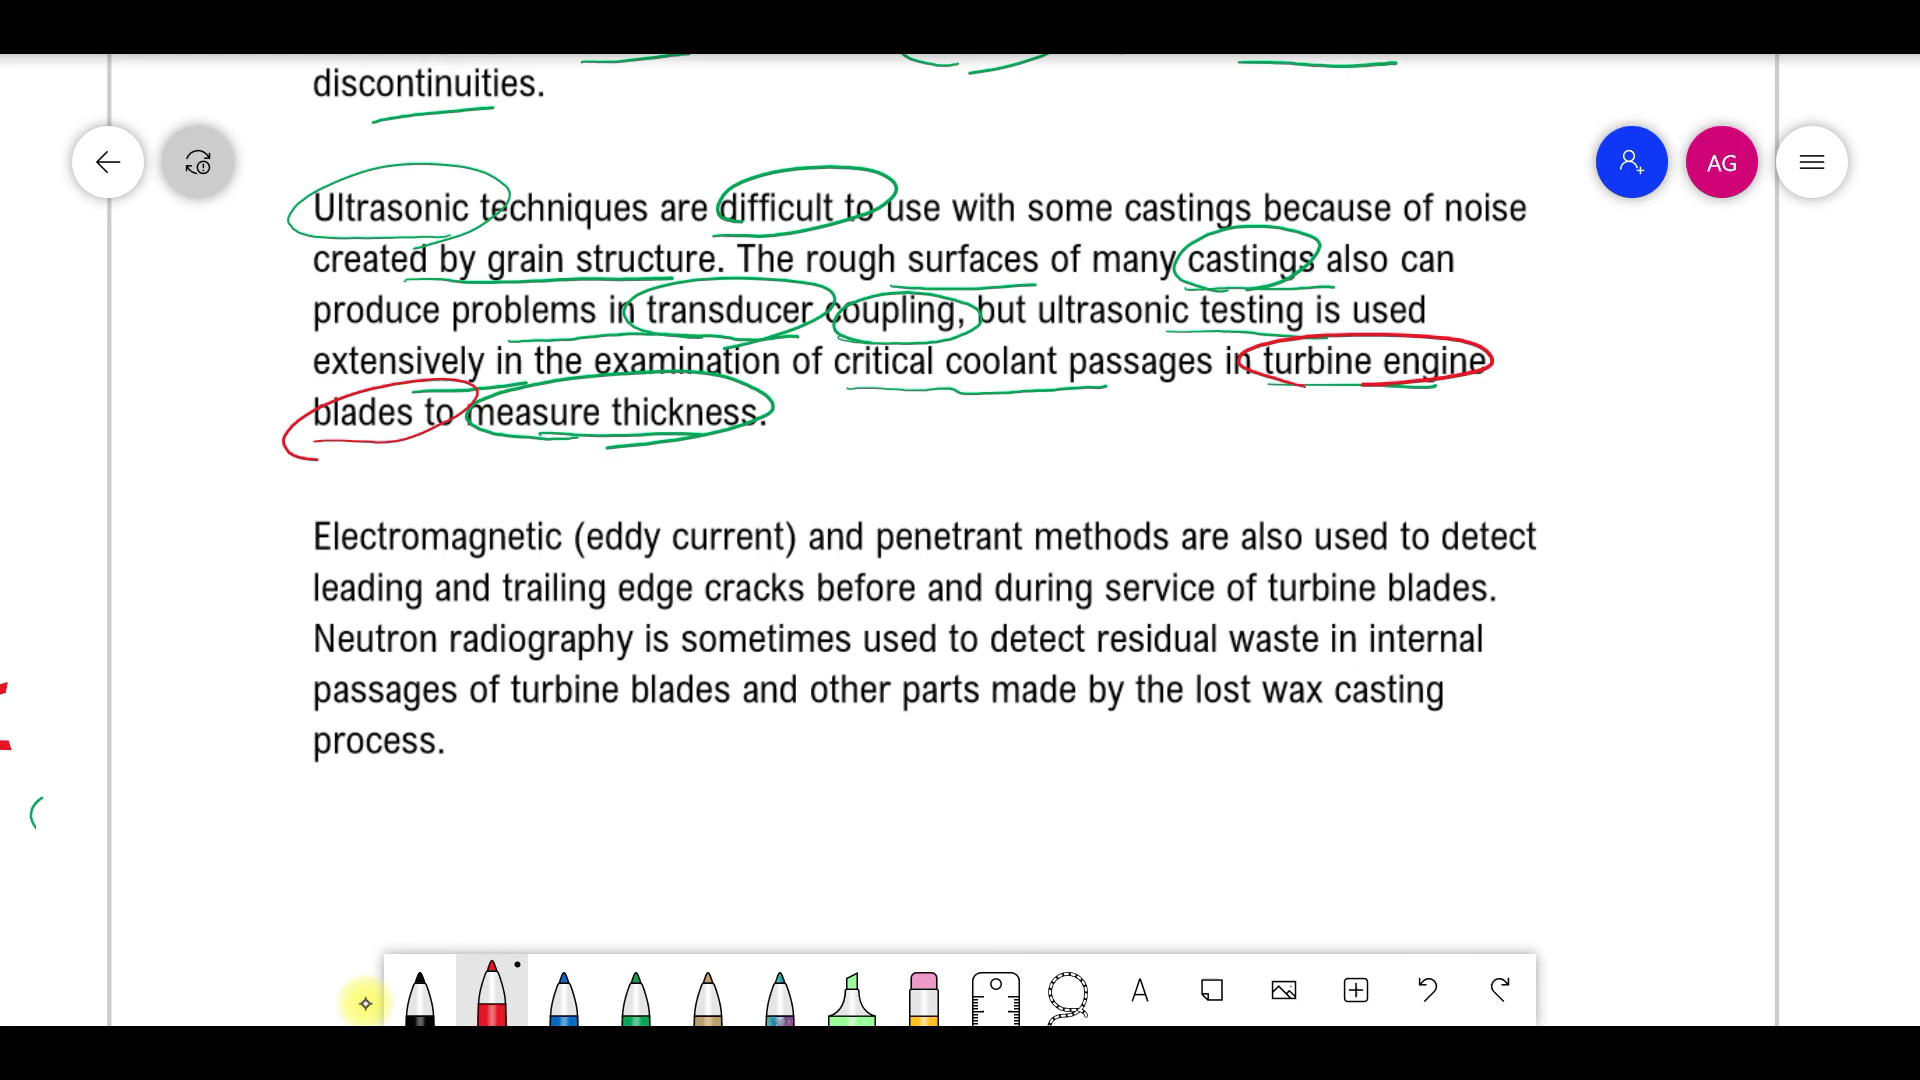 discontinuities.
AG
Ultrasonic techniques are difficult to use with some castings because of noise
created by grain structure. The rough surfaces of many castings also can
produce problems in transducer coupling, but ultrasonic testing is used
extensively in the examination of critical coolant passages in turbine engine
blades to measure thickness.
Electromagnetic (eddy current) and penetrant methods are also used to detect
leading and trailing edge cracks before and during service of turbine blades.
Neutron radiography is sometimes used to detect residual waste in internal
passages of turbine blades and other parts made by the lost wax casting
process.